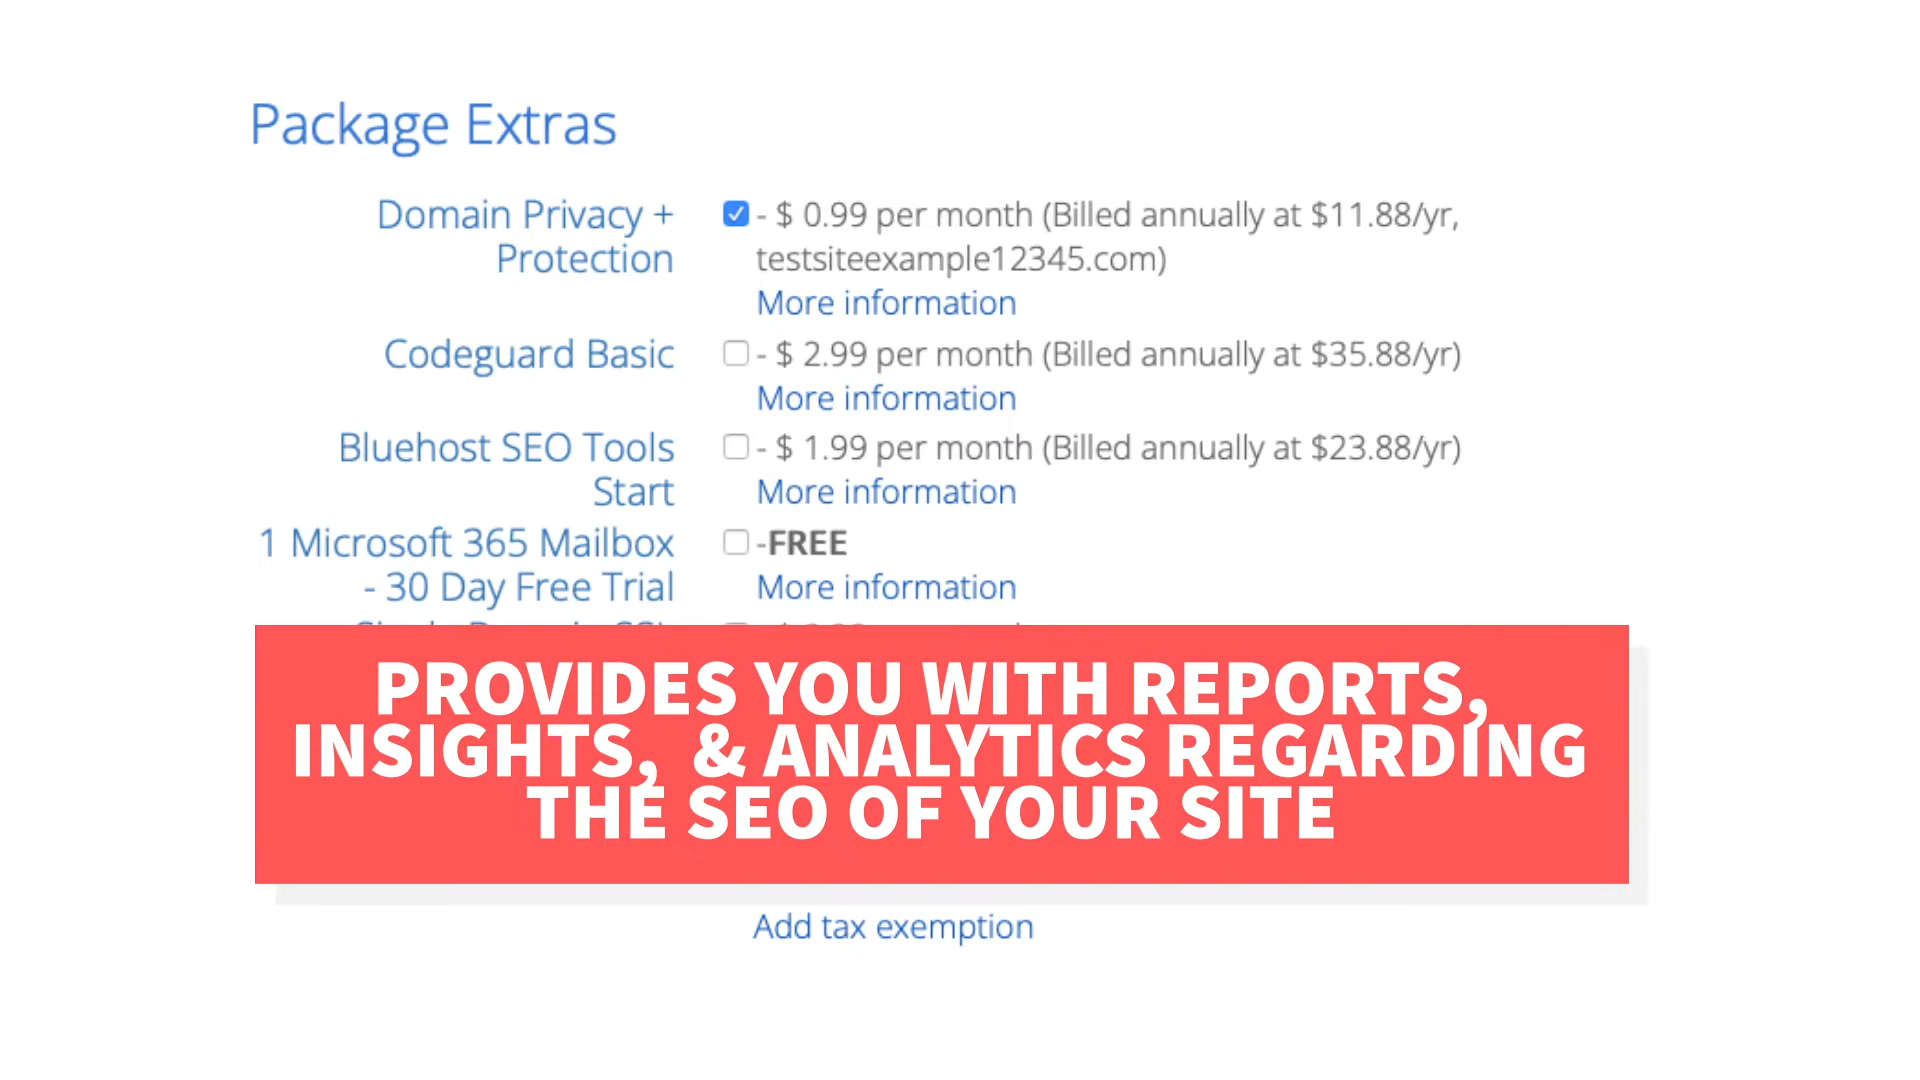 Package Extras
Domain Privacy +
Protection
- $ 0.99 per month (Billed annually at $11.88/yr,
testsiteexample12345.com)
More information
Codeguard Basic
- $ 2.99 per month (Billed annually at $35.88/yr)
More information
Bluehost SEO Tools
Start
- $ 1.99 per month (Billed annually at $23.88/yr)
More information
1 Microsoft 365 Mailbox
- 30 Day Free Trial
-FREE
More information
PROVIDES YOU WITH REPORTS,
INSIGHTS, & ANALYTICS REGARDING
THE SEO OF YOUR SITE
Add tax exemption